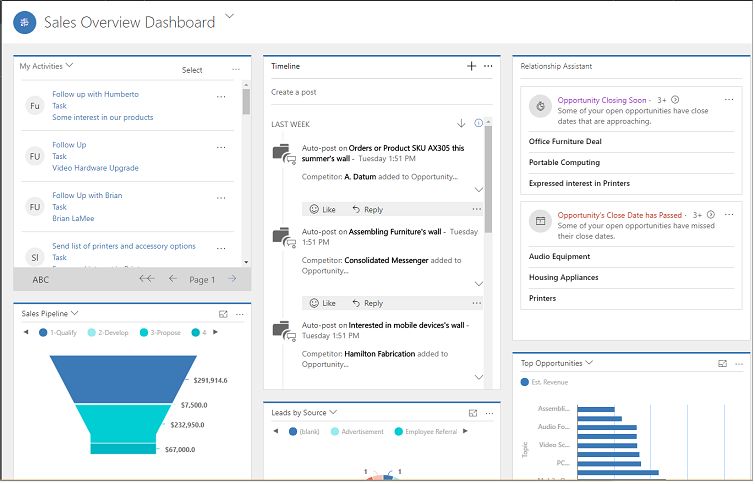 Sales Overview Dashboard
My Activities
Select
Fu
Follow up with Humberto
Task
Some interest in our products
FU
Follow Up
Task
Video Hardware Upgrade
FU
Follow Up with Brian
Task
Brian LaMee
SI
Send list of printers and accessory options
Task
ABC
Page 1
Sales Pipeline
1-Qualify
2-Develop
3-Propose
4
$291,914.6
$7,500.0
$232,950.0
$67,000.0
Timeline
Create a post
LAST WEEK
Auto-post on Orders or Product SKU AX305 this
summer's wall - Tuesday 1:51 PM
Competitor: A. Datum added to Opportunity...
Like
Reply
Auto-post on Assembling Furniture's wall - Tuesday
1:51 PM
Competitor: Consolidated Messenger added to
Opportunity...
Like
Reply
Auto-post on Interested in mobile devices's wall -
Tuesday 1:51 PM
Competitor: Hamilton Fabrication added to
Opportunity...
Leads by Source
(blank)
Advertisement
Employee Referral
1
1
Relationship Assistant
Opportunity Closing Soon · 3+
Some of your open opportunities have close
dates that are approaching.
Office Furniture Deal
Portable Computing
Expressed interest in Printers
Opportunity's Close Date has Passed · 3+
Some of your open opportunities have missed
their close dates.
Audio Equipment
Housing Appliances
Printers
Top Opportunities
Est. Revenue
Topic
Assembli...
Audio Fo...
Video Sc...
PC...